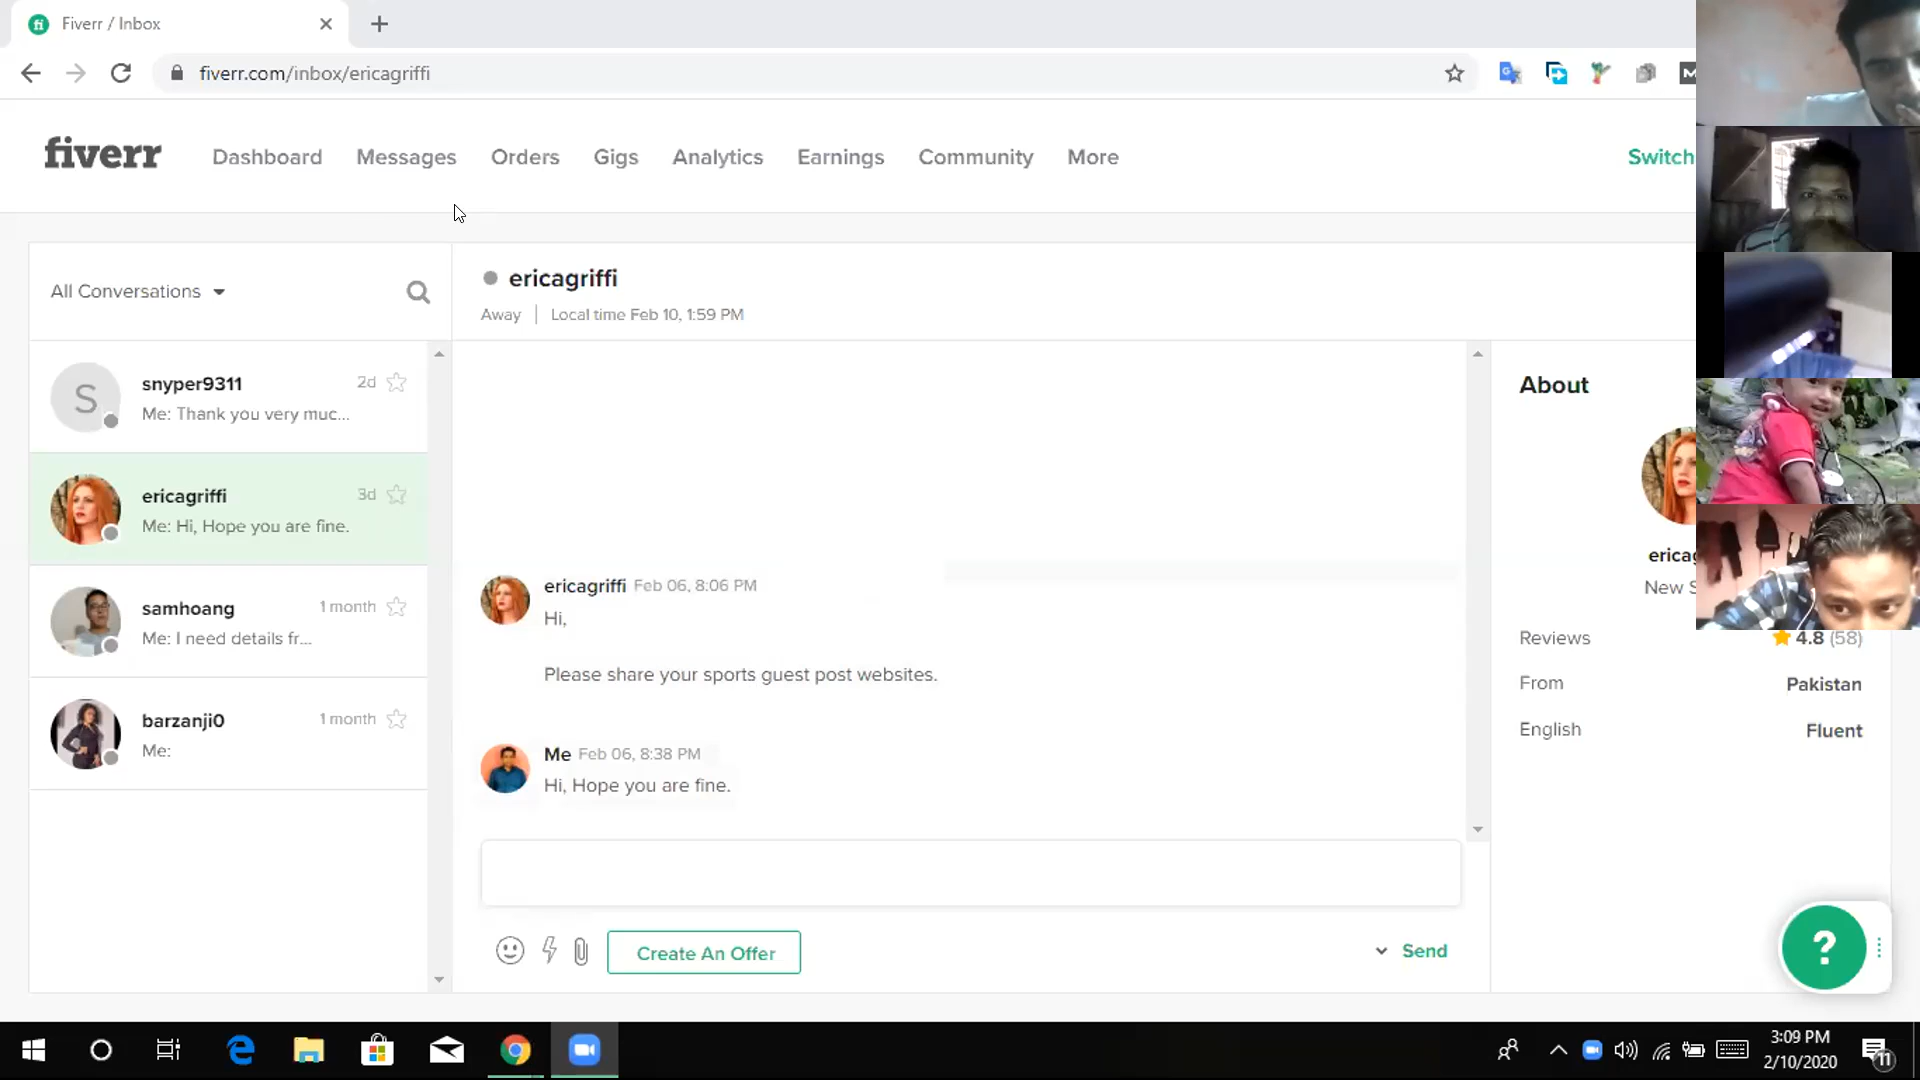 Fiverr / Inbox
fiverr.com/inbox/ericagriffi
fiverr
Dashboard
Messages
Orders
Gigs
Analytics
Earnings
Community
More
Switch
All Conversations
ericagriffi
Away
Local time Feb 10, 1:59 PM
S
snyper9311
2d
Me: Thank you very muc...
ericagriffi
3d
Me: Hi, Hope you are fine.
samhoang
1 month
Me: I need details fr...
barzanji0
1 month
Me:
ericagriffi Feb 06, 8:06 PM
Hi,
Please share your sports guest post websites.
Me Feb 06, 8:38 PM
Hi, Hope you are fine.
Create An Offer
Send
About
New S
Reviews
4.8 (58)
From
Pakistan
English
Fluent
?
3:09 PM
2/10/2020
11